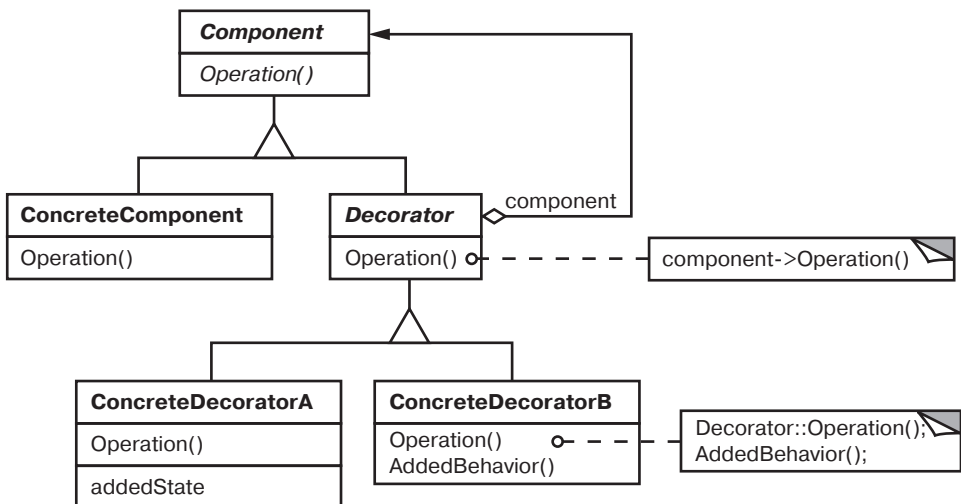 Component
Operation()
ConcreteComponent
Operation()
Decorator
Operation()
component
component->Operation()
ConcreteDecoratorA
Operation()
addedState
ConcreteDecoratorB
Operation()
AddedBehavior()
Decorator::Operation();
AddedBehavior();